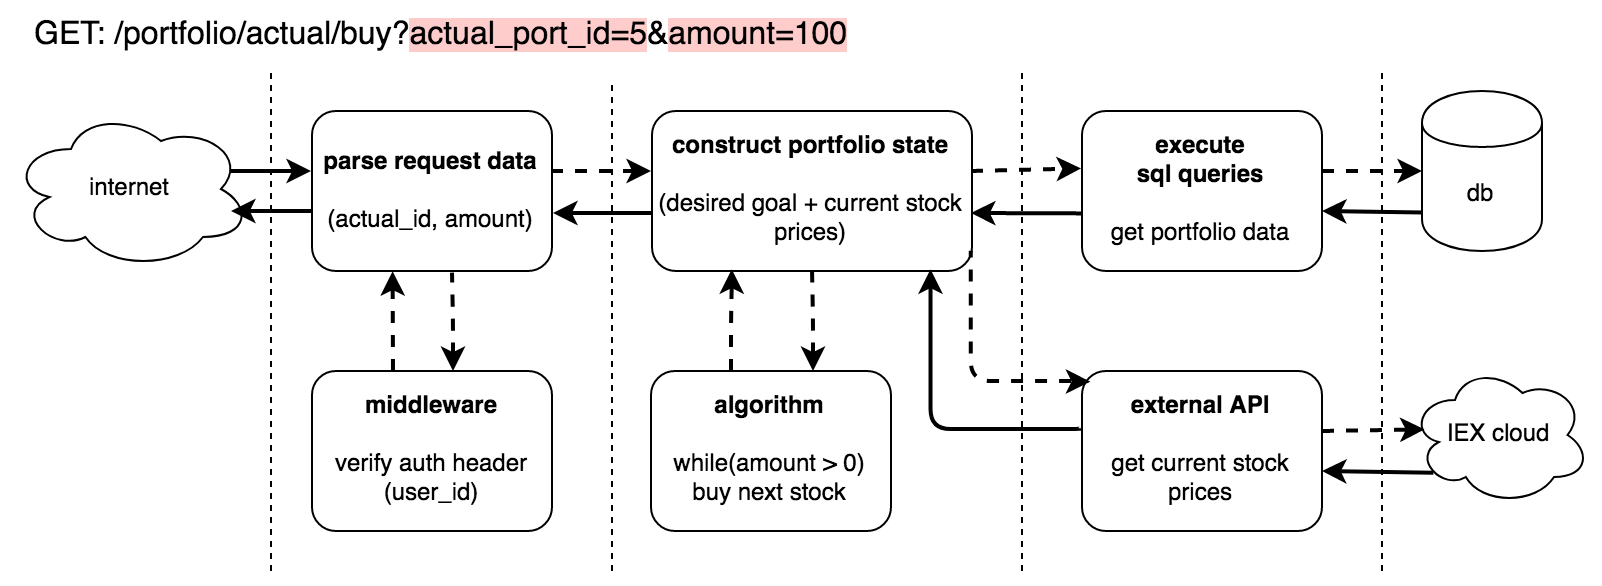 GET: /portfolio/actual/buy?actual_port_id=5&amount=100
internet
parse request data
(actual_id, amount)
construct portfolio state
(desired goal + current stock
prices)
execute
sql queries
get portfolio data
db
middleware
verify auth header
(user_id)
algorithm
while(amount > 0)
buy next stock
external API
get current stock
prices
IEX cloud